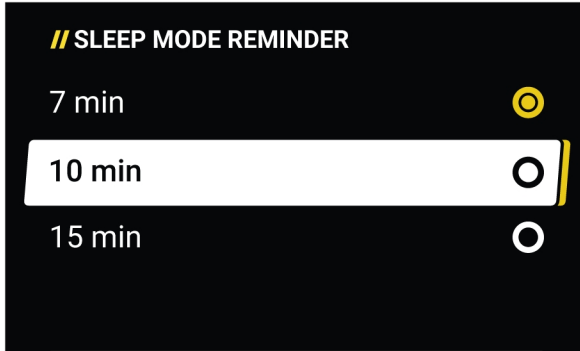 // SLEEP MODE REMINDER
7 min
10 min
15 min